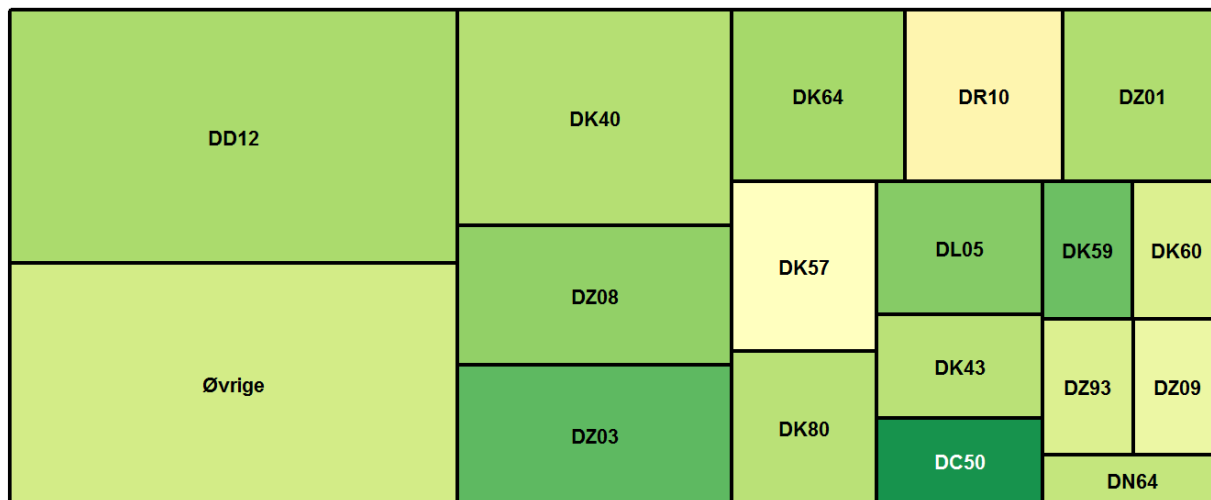 DD12
Øvrige
DK40
DZ08
DZ03
DK64
DR10
DZ01
DK57
DK80
DL05
DK43
DC50
DK59
DK60
DZ93
DZ09
DN64